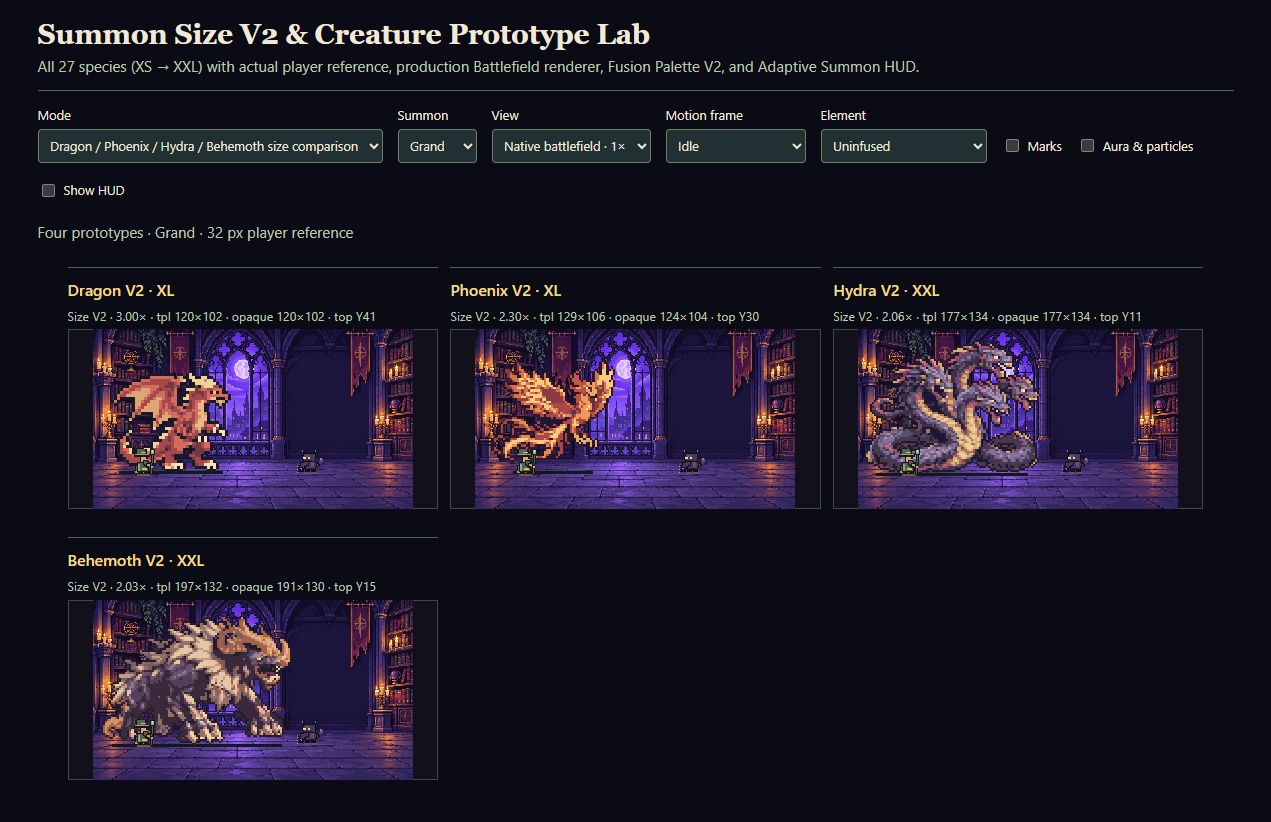 Summon Size V2 & Creature Prototype Lab
All 27 species (XS → XXL) with actual player reference, production Battlefield renderer, Fusion Palette V2, and Adaptive Summon HUD.
Mode Summon View Motion frame Element
Dragon / Phoenix / Hydra / Behemoth size comparison Grand Native battlefield · 1× Idle Uninfused Marks Aura & particles
Show HUD
Four prototypes · Grand · 32 px player reference
Dragon V2 · XL
Size V2 · 3.00× · tpl 120×102 · opaque 120×102 · top Y41
Phoenix V2 · XL
Size V2 · 2.30× · tpl 129×106 · opaque 124×104 · top Y30
Hydra V2 · XXL
Size V2 · 2.06× · tpl 177×134 · opaque 177×134 · top Y11
Behemoth V2 · XXL
Size V2 · 2.03× · tpl 197×132 · opaque 191×130 · top Y15